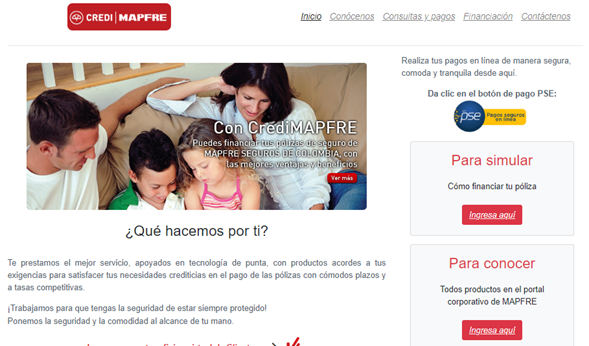 CREDI MAPFRE
Inicio Conócenos Consultas y pagos Financiación Contáctenos
Con CrediMAPFRE
Puedes financiar tus pólizas de seguro de
MAPFRE SEGUROS DE COLOMBIA, con
las mejores ventajas y beneficios
Ver más
¿Qué hacemos por ti?
Te prestamos el mejor servicio, apoyados en tecnología de punta, con productos acordes a tus
exigencias para satisfacer tus necesidades crediticias en el pago de las pólizas con cómodos plazos y
a tasas competitivas.
¡Trabajamos para que tengas la seguridad de estar siempre protegido!
Ponemos la seguridad y la comodidad al alcance de tu mano.
Realiza tus pagos en línea de manera segura,
comoda y tranquila desde aquí.
Da clic en el botón de pago PSE:
pse Pagos seguros
en línea
Para simular
Cómo financiar tu póliza
Ingresa aquí
Para conocer
Todos productos en el portal
corporativo de MAPFRE
Ingresa aquí